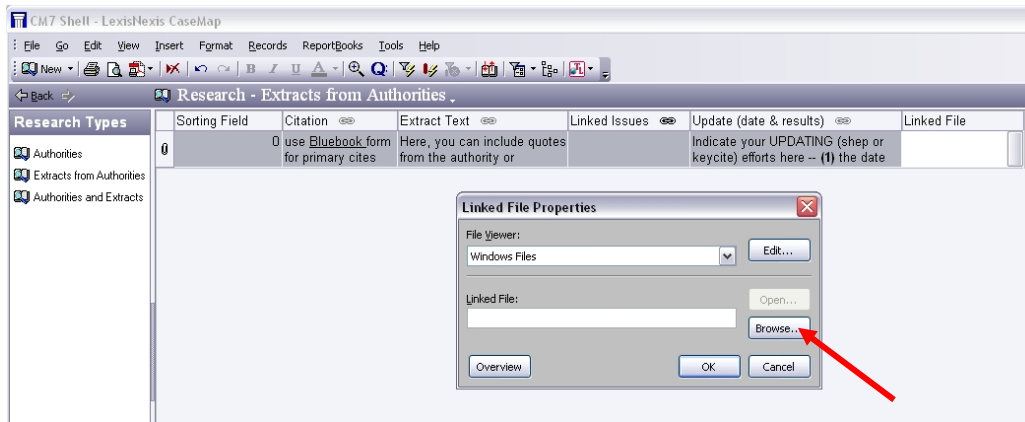 CM7 Shell - LexisNexis CaseMap
File Go Edit View Insert Format Records ReportBooks Tools Help
New B I U A
Back Research - Extracts from Authorities
Research Types
Authorities
Extracts from Authorities
Authorities and Extracts
Sorting Field Citation Extract Text Linked Issues Update (date & results) Linked File
0 use Bluebook form Here, you can include quotes Indicate your UPDATING (shep or
for primary cites from the authority or keycite) efforts here -- (1) the date
Linked File Properties
File Viewer:
Windows Files Edit...
Linked File:
Open...
Browse...
Overview OK Cancel